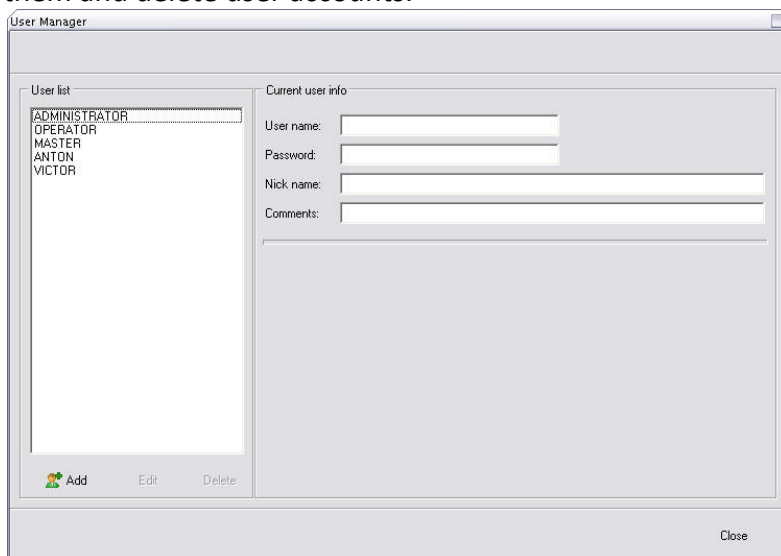 them and delete user accounts.
User Manager
User list
ADMINISTRATOR
OPERATOR
MASTER
ANTON
VICTOR
Add Edit Delete
Current user info
User name:
Password:
Nick name:
Comments:
Close